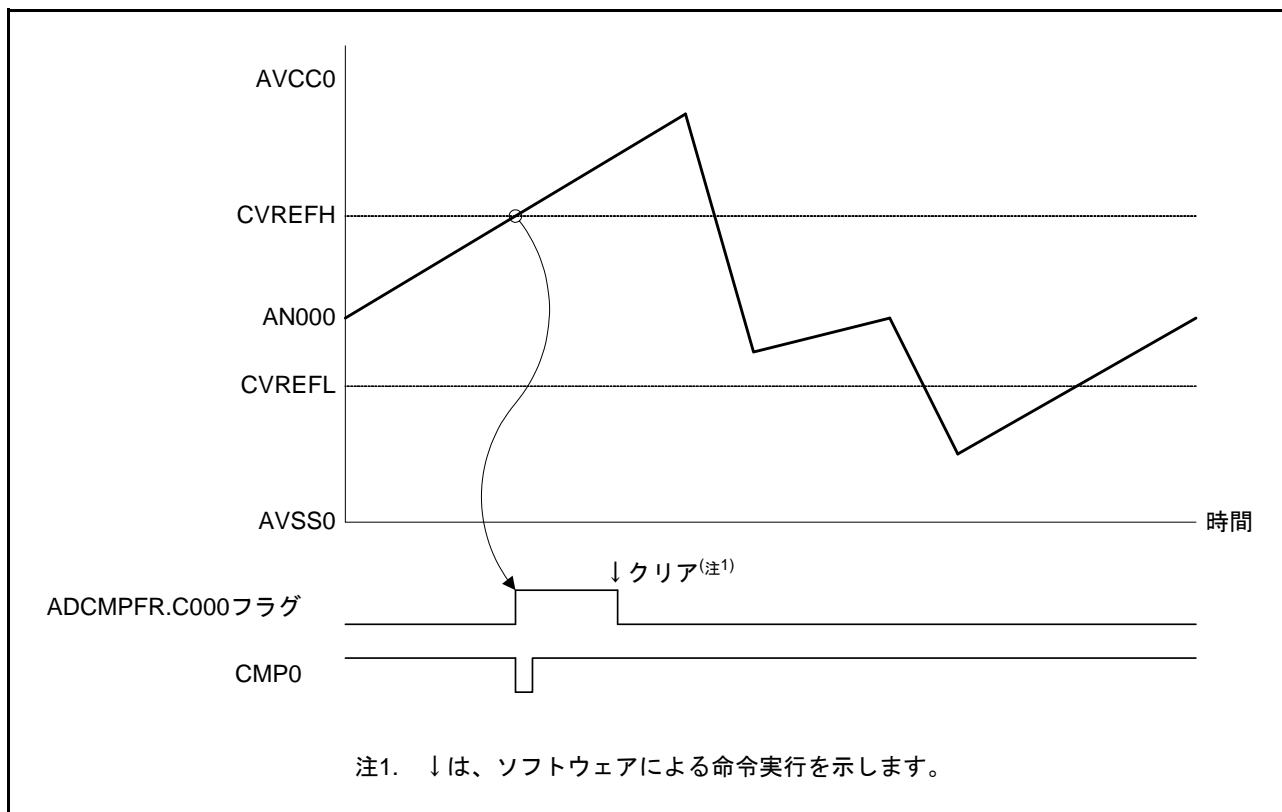 AVCC0
CVREFH
AN000
CVREFL
AVSS0
時間
↓クリア(注1)
ADCMPFR.C000フラグ
CMP0
注1. ↓は、ソフトウェアによる命令実行を示します。